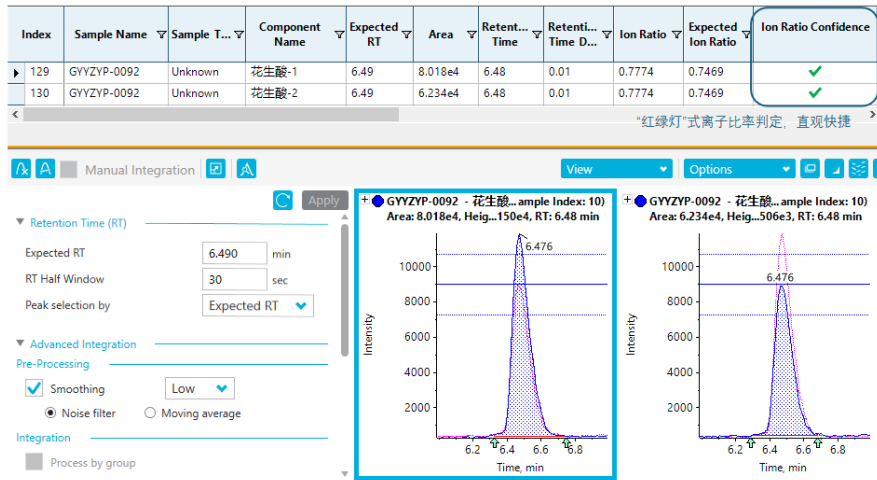 Index Sample Name Sample T... Component Name Expected RT Area Retent... Time Retenti... Time D... Ion Ratio Expected Ion Ratio Ion Ratio Confidence
129 GYYZYP-0092 Unknown 花生酸-1 6.49 8.018e4 6.48 0.01 0.7774 0.7469
130 GYYZYP-0092 Unknown 花生酸-2 6.49 6.234e4 6.48 0.01 0.7774 0.7469
“红绿灯”式离子比率判定，直观快捷
Manual Integration View Options
Apply
Retention Time (RT)
Expected RT 6.490 min
RT Half Window 30 sec
Peak selection by Expected RT
Advanced Integration
Pre-Processing
Smoothing Low
Noise filter Moving average
Integration
Process by group
GYYZYP-0092 - 花生酸...ample Index: 10)
Area: 8.018e4, Heig...150e4, RT: 6.48 min
6.476
10000
8000
6000
4000
2000
Intensity
6.2 6.4 6.6 6.8
Time, min
GYYZYP-0092 - 花生酸...ample Index: 10)
Area: 6.234e4, Heig...506e3, RT: 6.48 min
6.476
10000
8000
6000
4000
2000
Intensity
6.2 6.4 6.6 6.8
Time, min